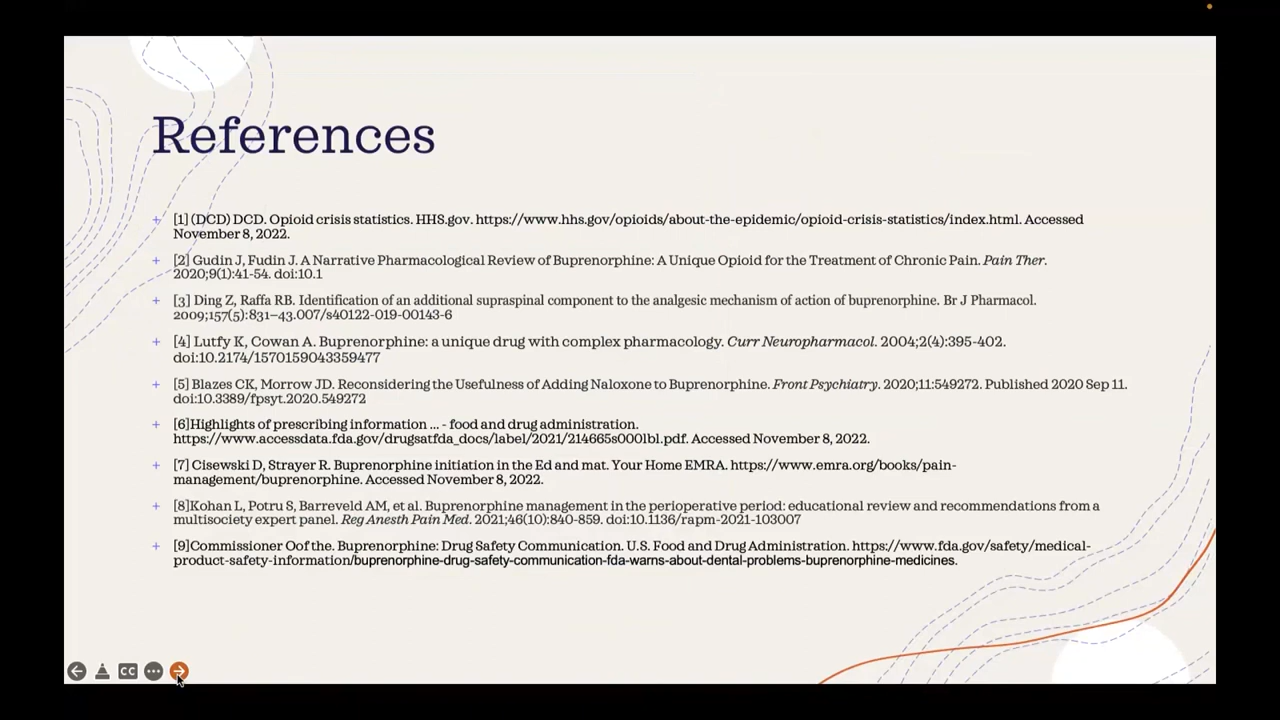 References
+ [1] (DCD) DCD. Opioid crisis statistics. HHS.gov. https://www.hhs.gov/opioids/about-the-epidemic/opioid-crisis-statistics/index.html. Accessed
November 8, 2022.
+ [2] Gudin J, Fudin J. A Narrative Pharmacological Review of Buprenorphine: A Unique Opioid for the Treatment of Chronic Pain. Pain Ther.
2020;9(1):41-54. doi:10.1
+ [3] Ding Z, Raffa RB. Identification of an additional supraspinal component to the analgesic mechanism of action of buprenorphine. Br J Pharmacol.
2009;157(5):831–43.007/s40122-019-00143-6
+ [4] Lutfy K, Cowan A. Buprenorphine: a unique drug with complex pharmacology. Curr Neuropharmacol. 2004;2(4):395-402.
doi:10.2174/1570159043359477
+ [5] Blazes CK, Morrow JD. Reconsidering the Usefulness of Adding Naloxone to Buprenorphine. Front Psychiatry. 2020;11:549272. Published 2020 Sep 11.
doi:10.3389/fpsyt.2020.549272
+ [6]Highlights of prescribing information ... - food and drug administration.
https://www.accessdata.fda.gov/drugsatfda_docs/label/2021/214665s000lbl.pdf. Accessed November 8, 2022.
+ [7] Cisewski D, Strayer R. Buprenorphine initiation in the Ed and mat. Your Home EMRA. https://www.emra.org/books/pain-
management/buprenorphine. Accessed November 8, 2022.
+ [8]Kohan L, Potru S, Barreveld AM, et al. Buprenorphine management in the perioperative period: educational review and recommendations from a
multisociety expert panel. Reg Anesth Pain Med. 2021;46(10):840-859. doi:10.1136/rapm-2021-103007
+ [9]Commissioner Oof the. Buprenorphine: Drug Safety Communication. U.S. Food and Drug Administration. https://www.fda.gov/safety/medical-
product-safety-information/buprenorphine-drug-safety-communication-fda-warns-about-dental-problems-buprenorphine-medicines.
CC